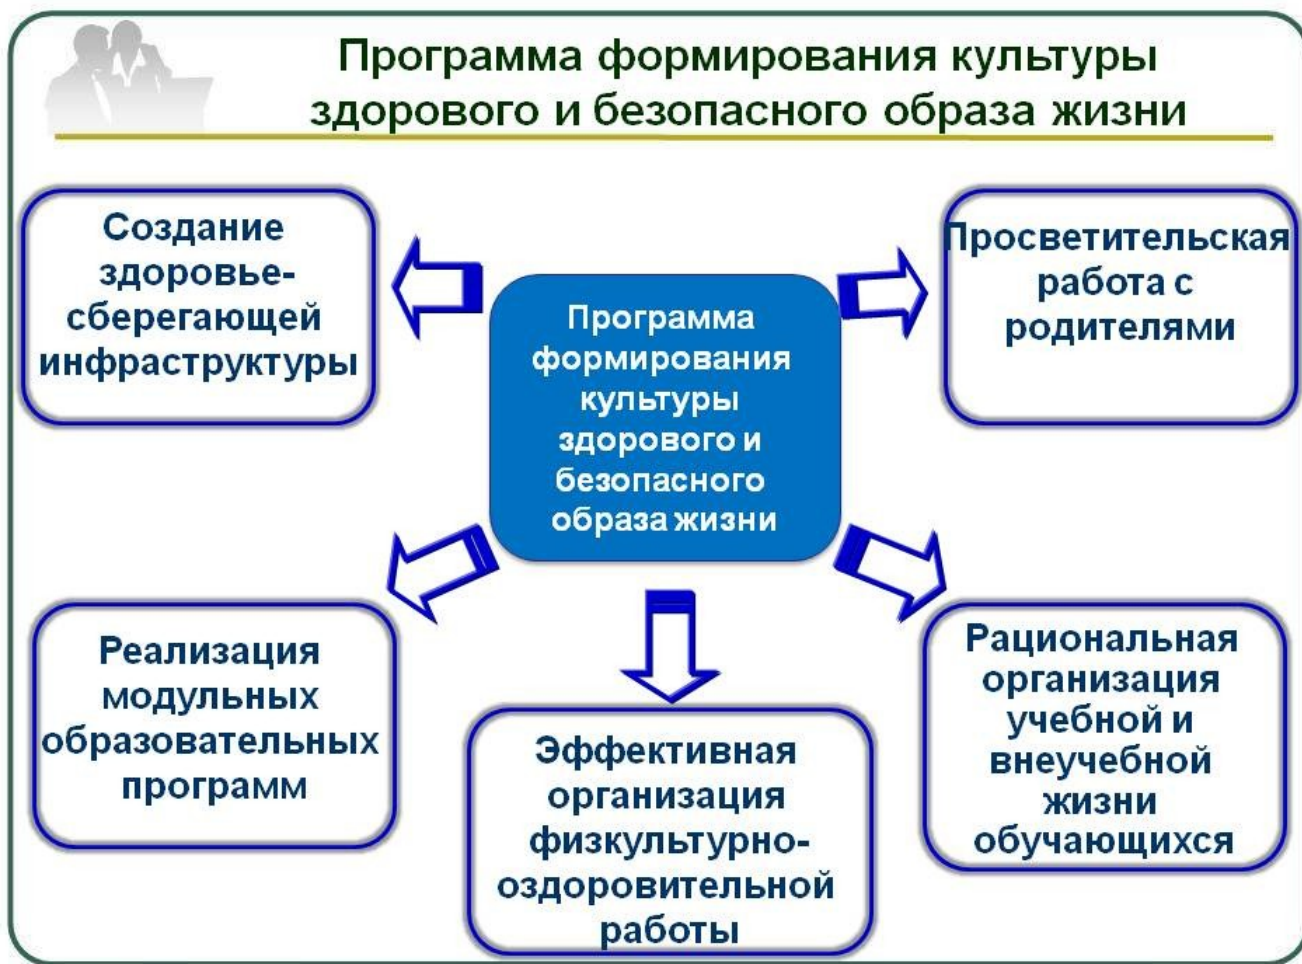 Программа формирования культуры
здорового и безопасного образа жизни
Создание
здоровье-
сберегающей
инфраструктуры
Просветительская
работа с
родителями
Программа
формирования
культуры
здорового и
безопасного
образа жизни
Реализация
модульных
образовательных
программ
Эффективная
организация
физкультурно-
оздоровительной
работы
Рациональная
организация
учебной и
внеучебной
жизни
обучающихся